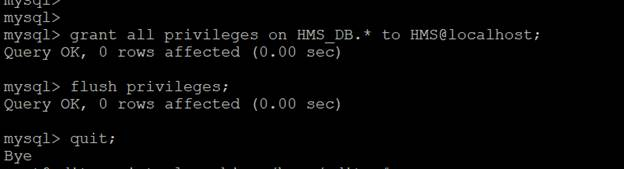 mysql>
mysql>
mysql> grant all privileges on HMS_DB.* to HMS@localhost;
Query OK, 0 rows affected (0.00 sec)
mysql> flush privileges;
Query OK, 0 rows affected (0.00 sec)
mysql> quit;
Bye